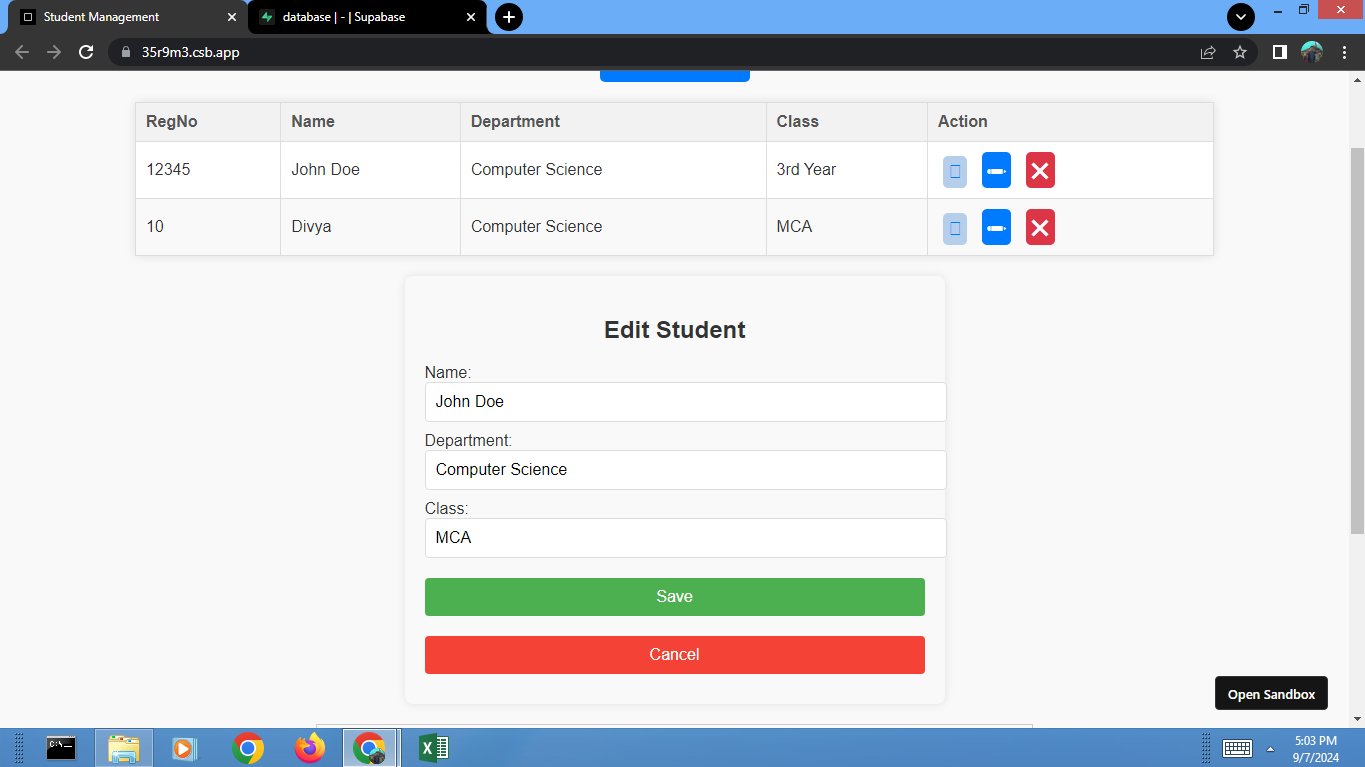 Student Management
database | - | Supabase
35r9m3.csb.app
RegNo Name Department Class Action
12345 John Doe Computer Science 3rd Year
10 Divya Computer Science MCA
Edit Student
Name:
John Doe
Department:
Computer Science
Class:
MCA
Save
Cancel
Open Sandbox
C:\_
5:03 PM
9/7/2024